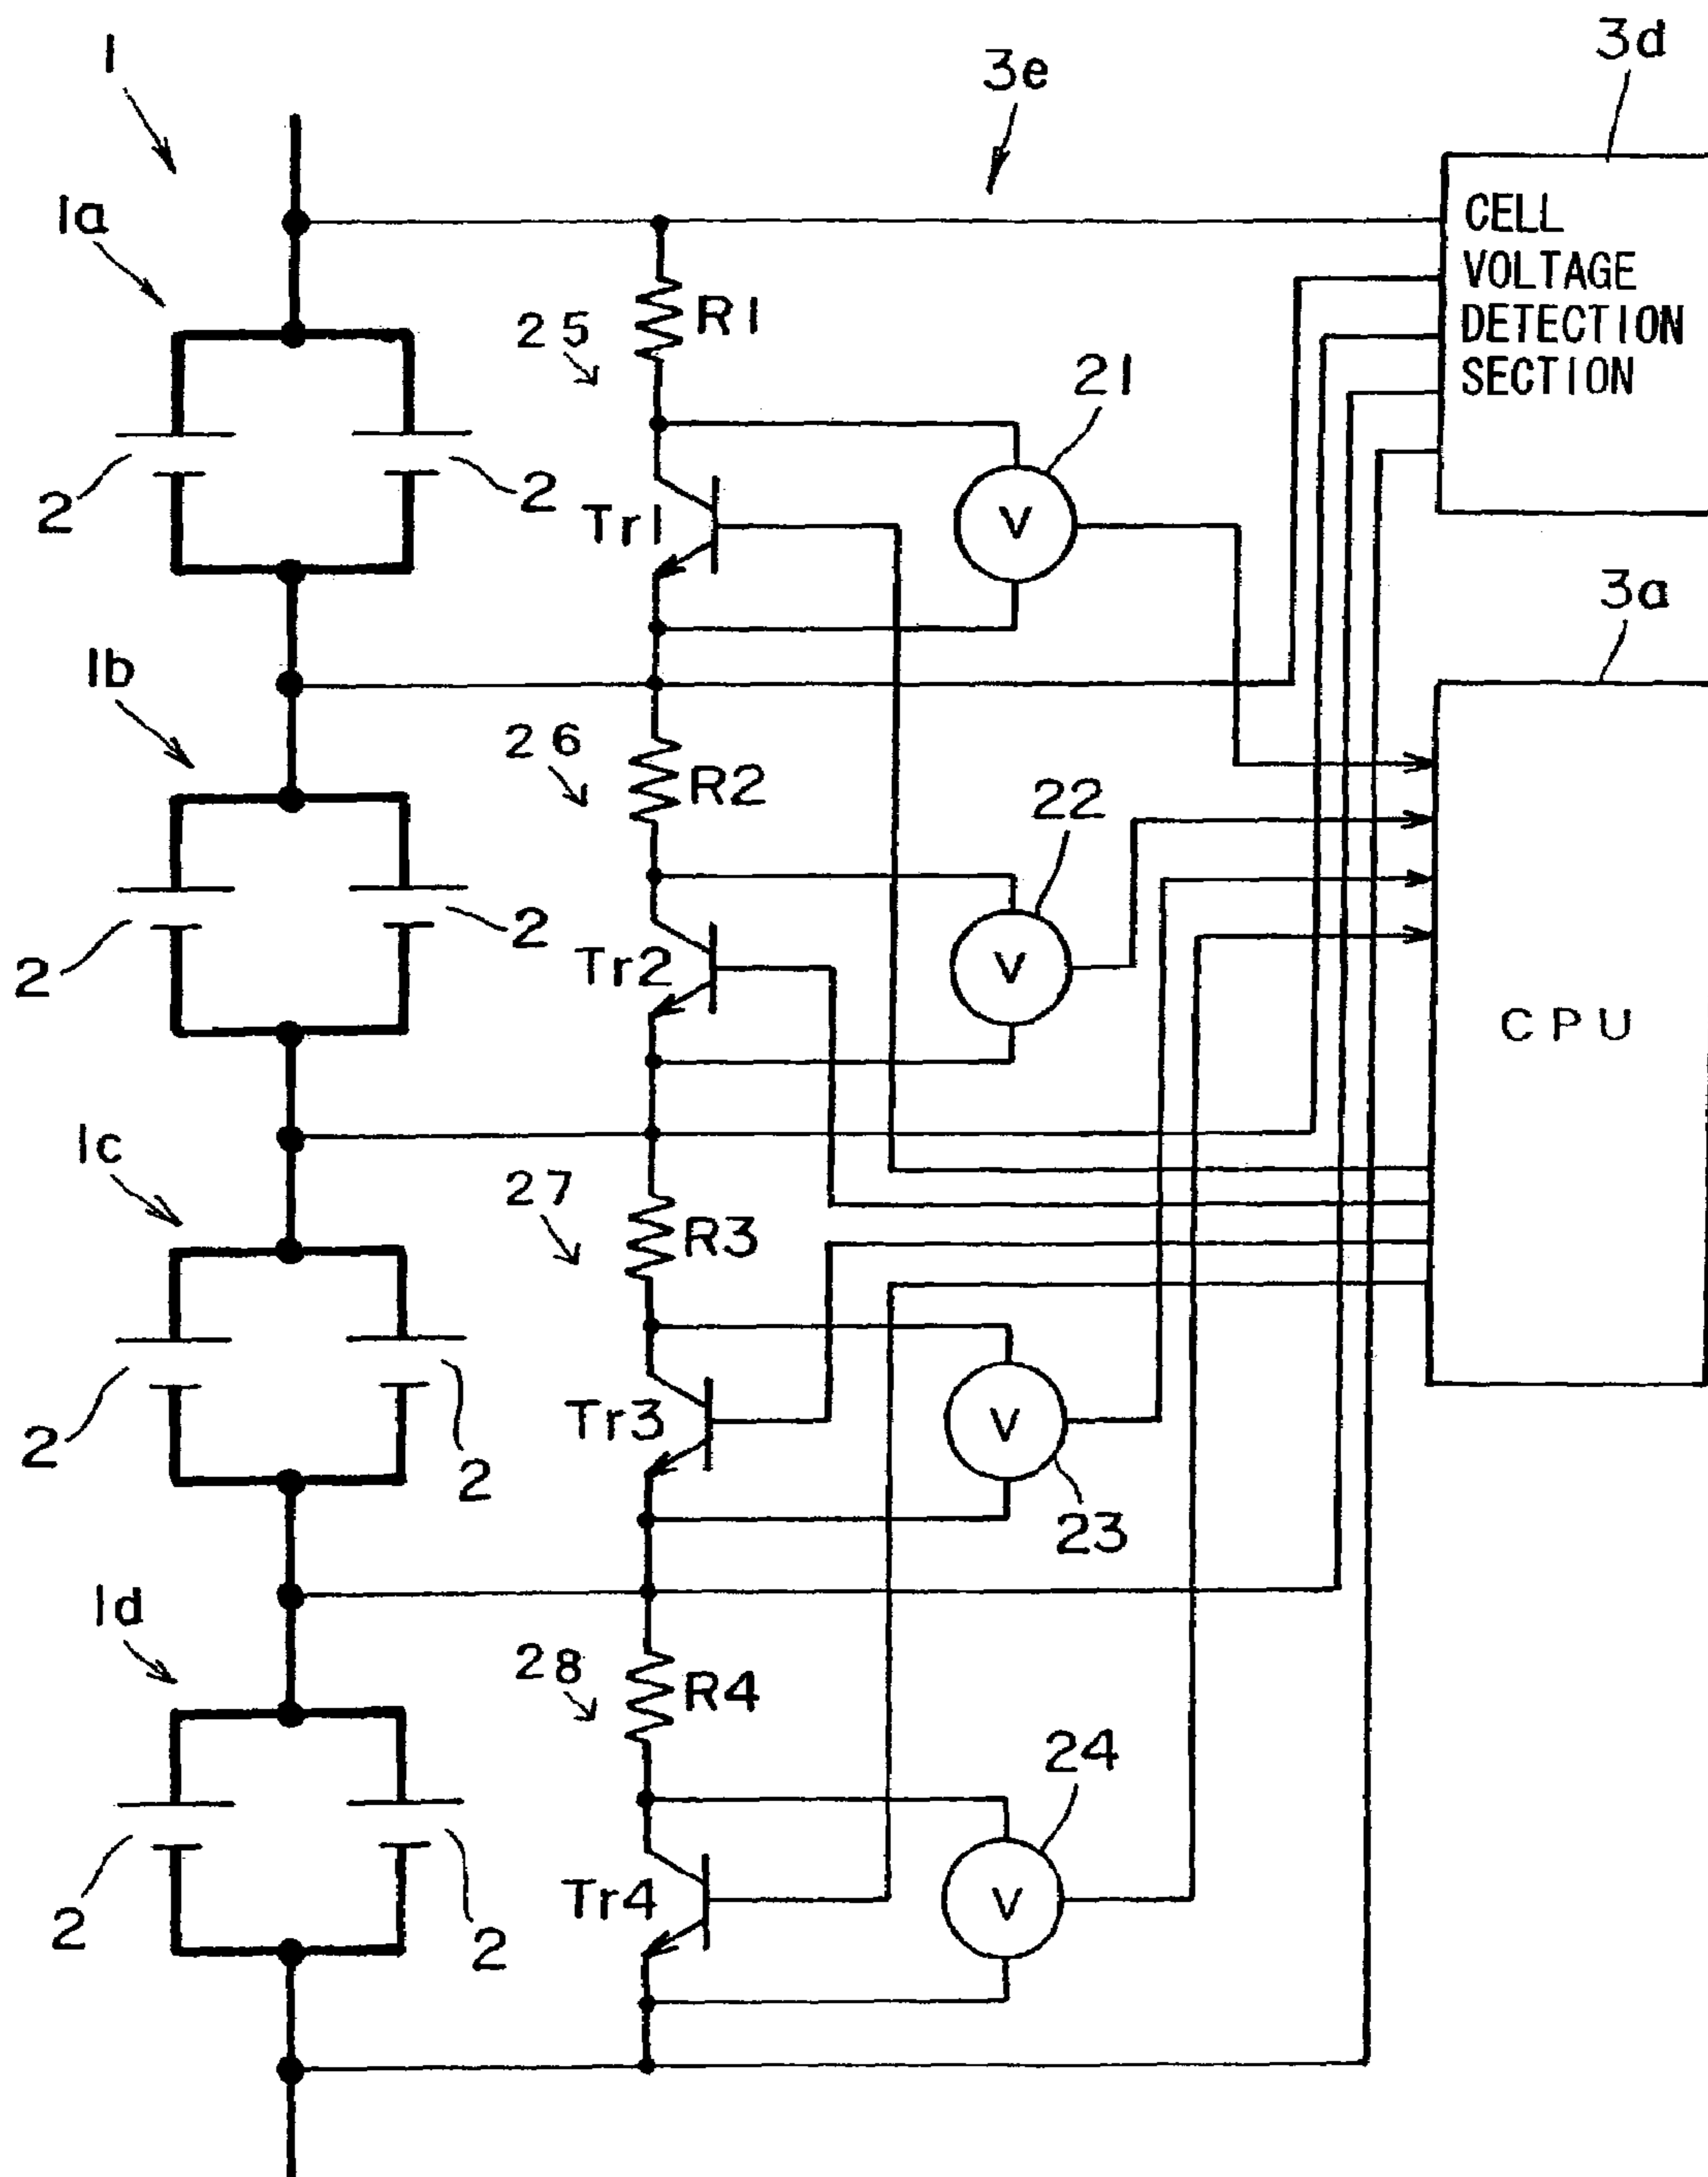 1
3e
3d
1a
CELL
VOLTAGE
DETECTION
SECTION
25
R1
21
2
2
Tr1
V
3a
1b
26
R2
22
2
2
Tr2
V
CPU
1c
27
R3
2
2
Tr3
V
23
1d
28
R4
24
2
2
Tr4
V